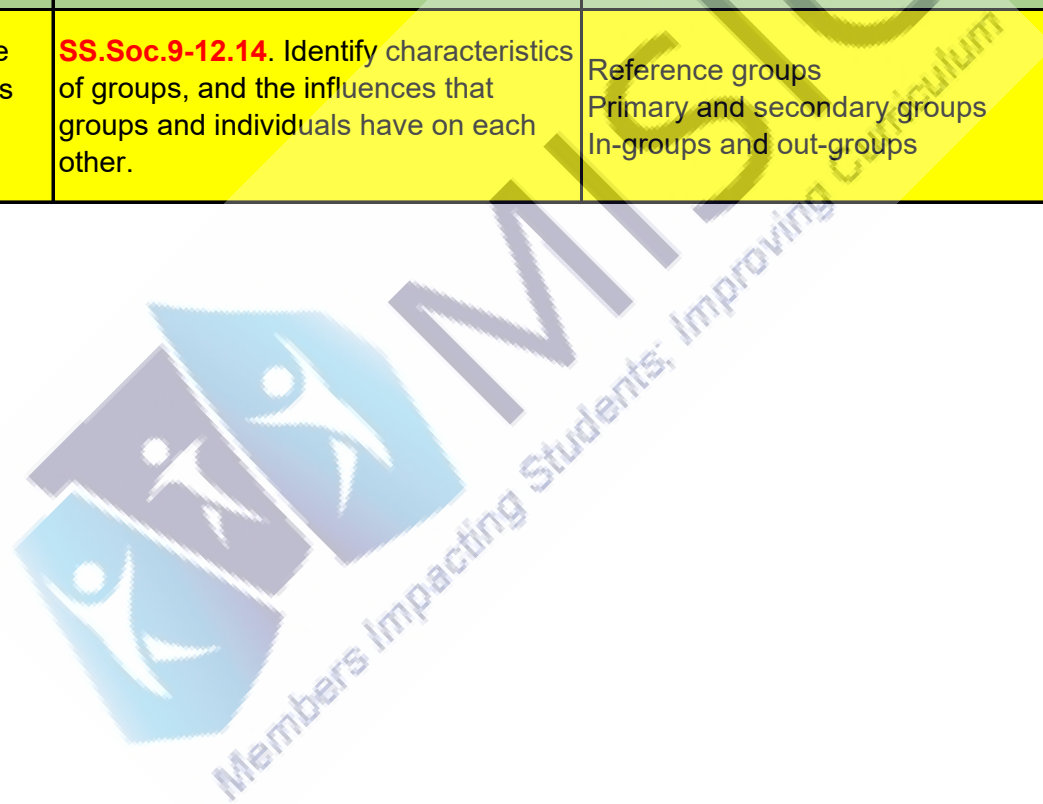 e
s
SS.Soc.9-12.14. Identify characteristics
of groups, and the influences that
groups and individuals have on each
other.
Reference groups
Primary and secondary groups
In-groups and out-groups
MISIC
Members Impacting Students; Improving Curriculum